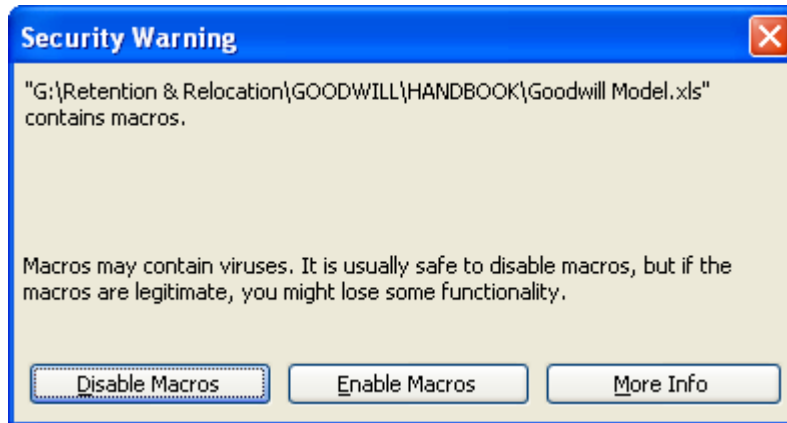 Security Warning
"G:\Retention & Relocation\GOODWILL\HANDBOOK\Goodwill Model.xls"
contains macros.
Macros may contain viruses. It is usually safe to disable macros, but if the
macros are legitimate, you might lose some functionality.
Disable Macros
Enable Macros
More Info